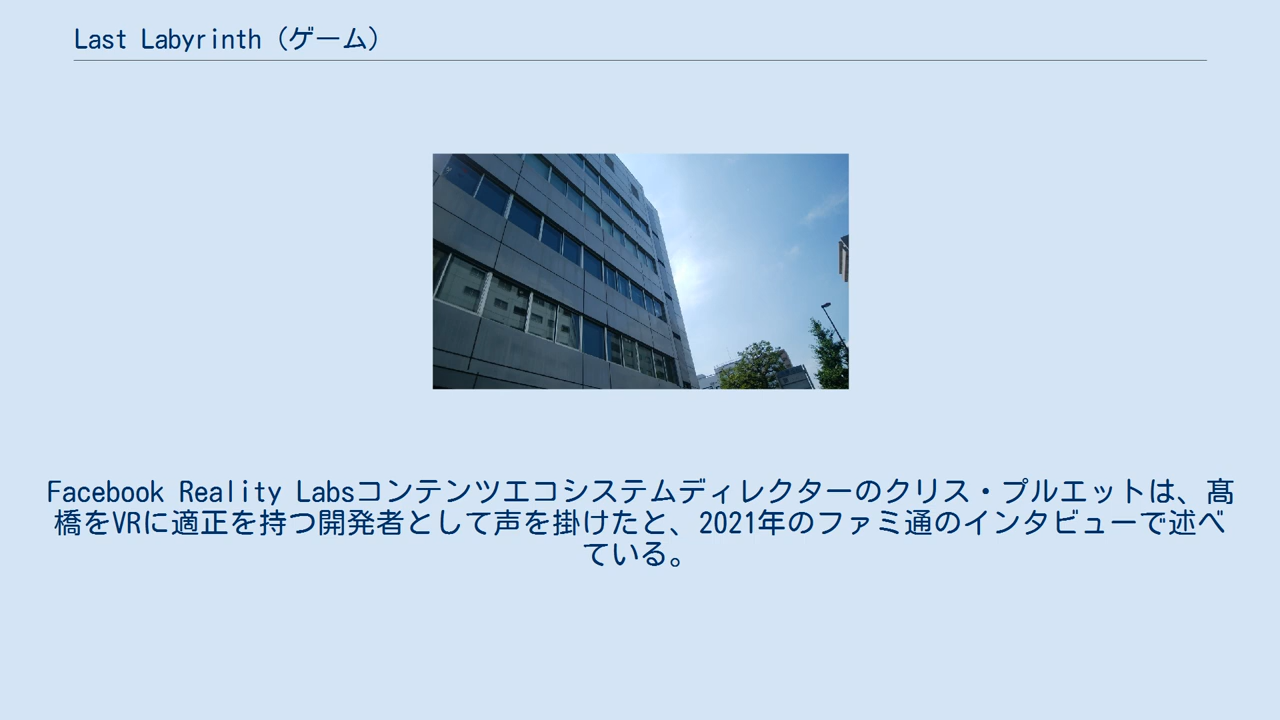 Last Labyrinth（ゲーム）
Facebook Reality Labsコンテンツエコシステムディレクターのクリス・プルエットは、髙
橋をVRに適正を持つ開発者として声を掛けたと、2021年のファミ通のインタビューで述べ
ている。